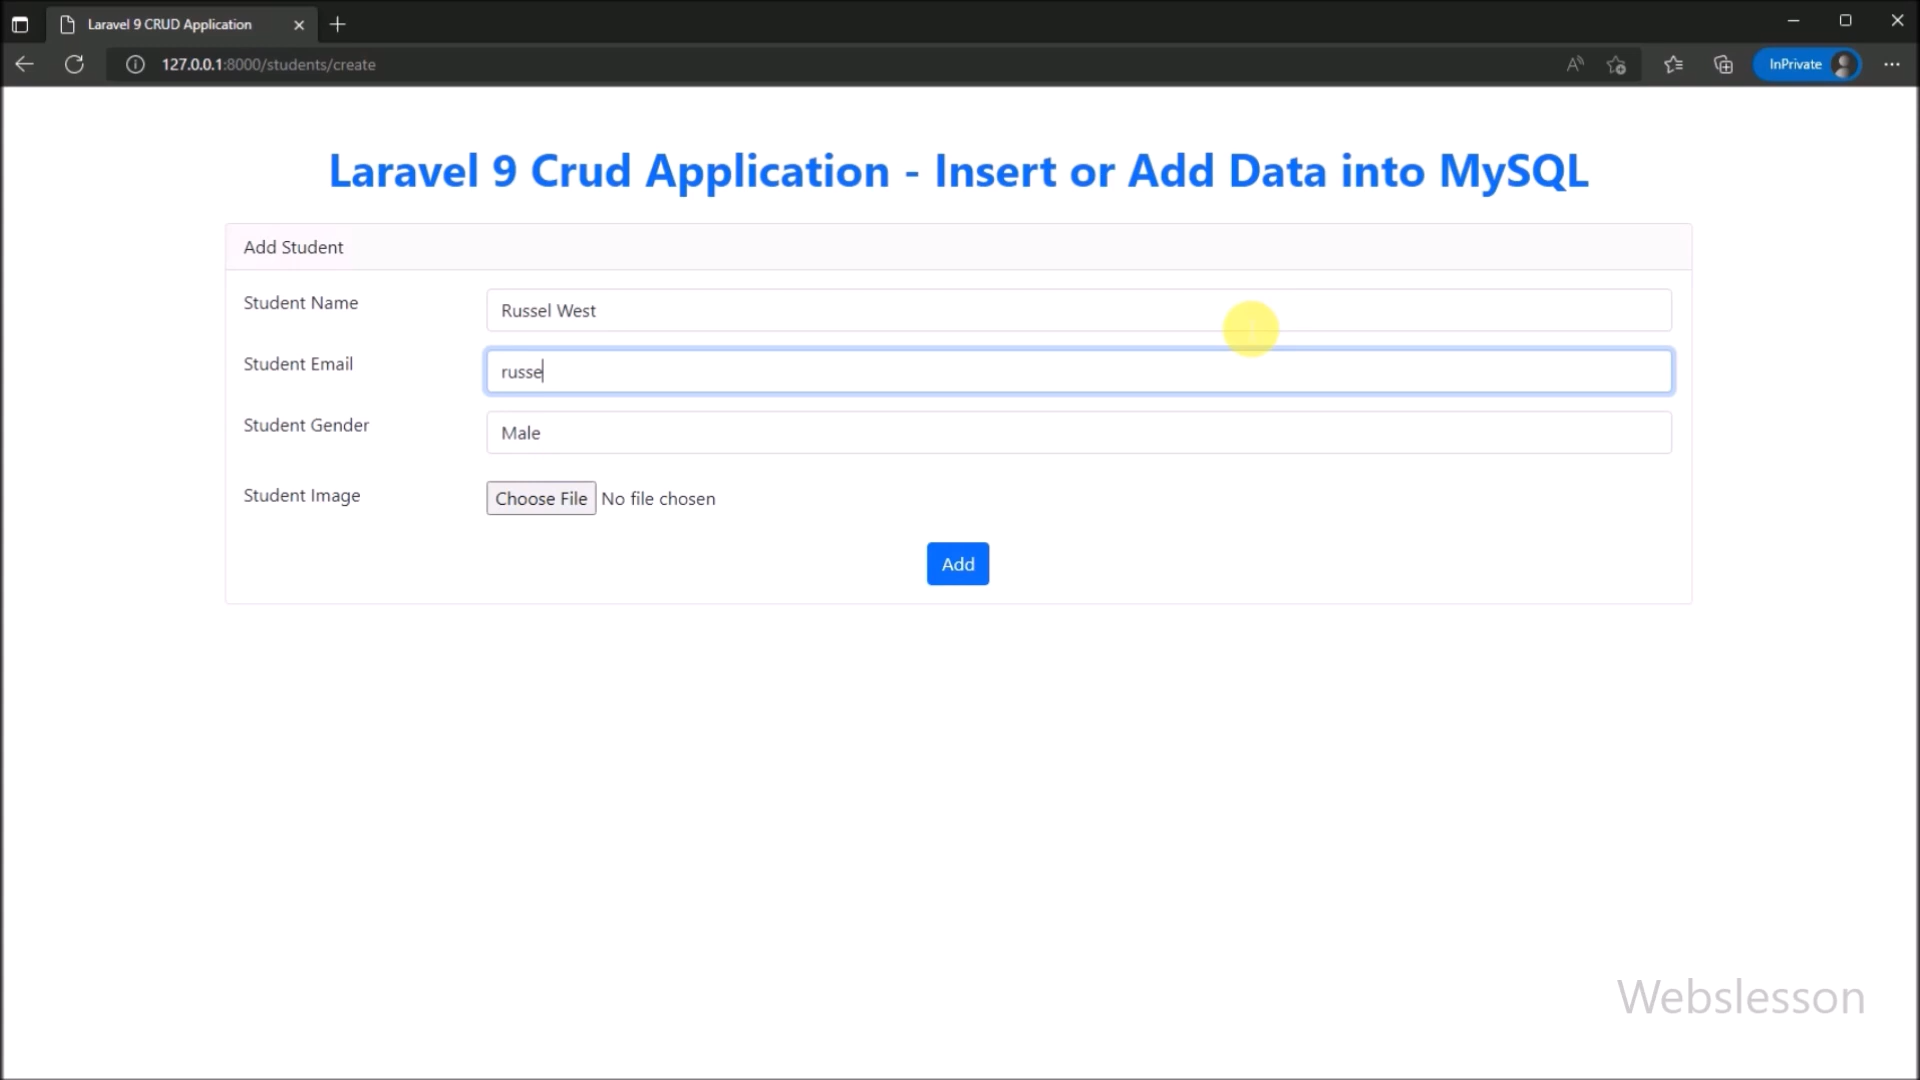 Laravel 9 CRUD Application
127.0.0.1:8000/students/create
InPrivate
Laravel 9 Crud Application - Insert or Add Data into MySQL
Add Student
Student Name
Russel West
Student Email
russe
Student Gender
Male
Student Image
Choose File No file chosen
Add
Webslesson